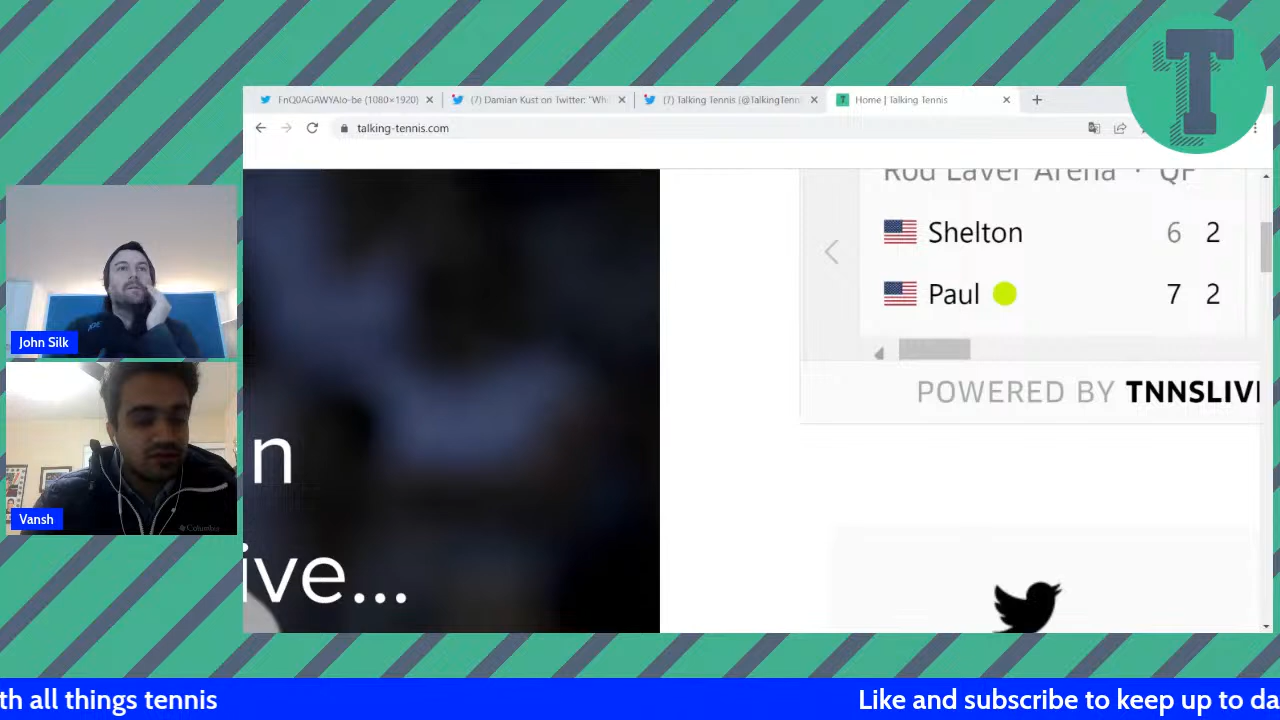 FnQ0AGAWYAIo-be (1080×1920)
(7) Damian Kust on Twitter: "Wh
(7) Talking Tennis (@TalkingTenn
Home | Talking Tennis
talking-tennis.com
Rod Laver Arena · QF
Shelton 6 2
Paul 7 2
POWERED BY TNNSLIVE
n
ive...
John Silk
Vansh
Columbia
T
th all things tennis
Like and subscribe to keep up to da